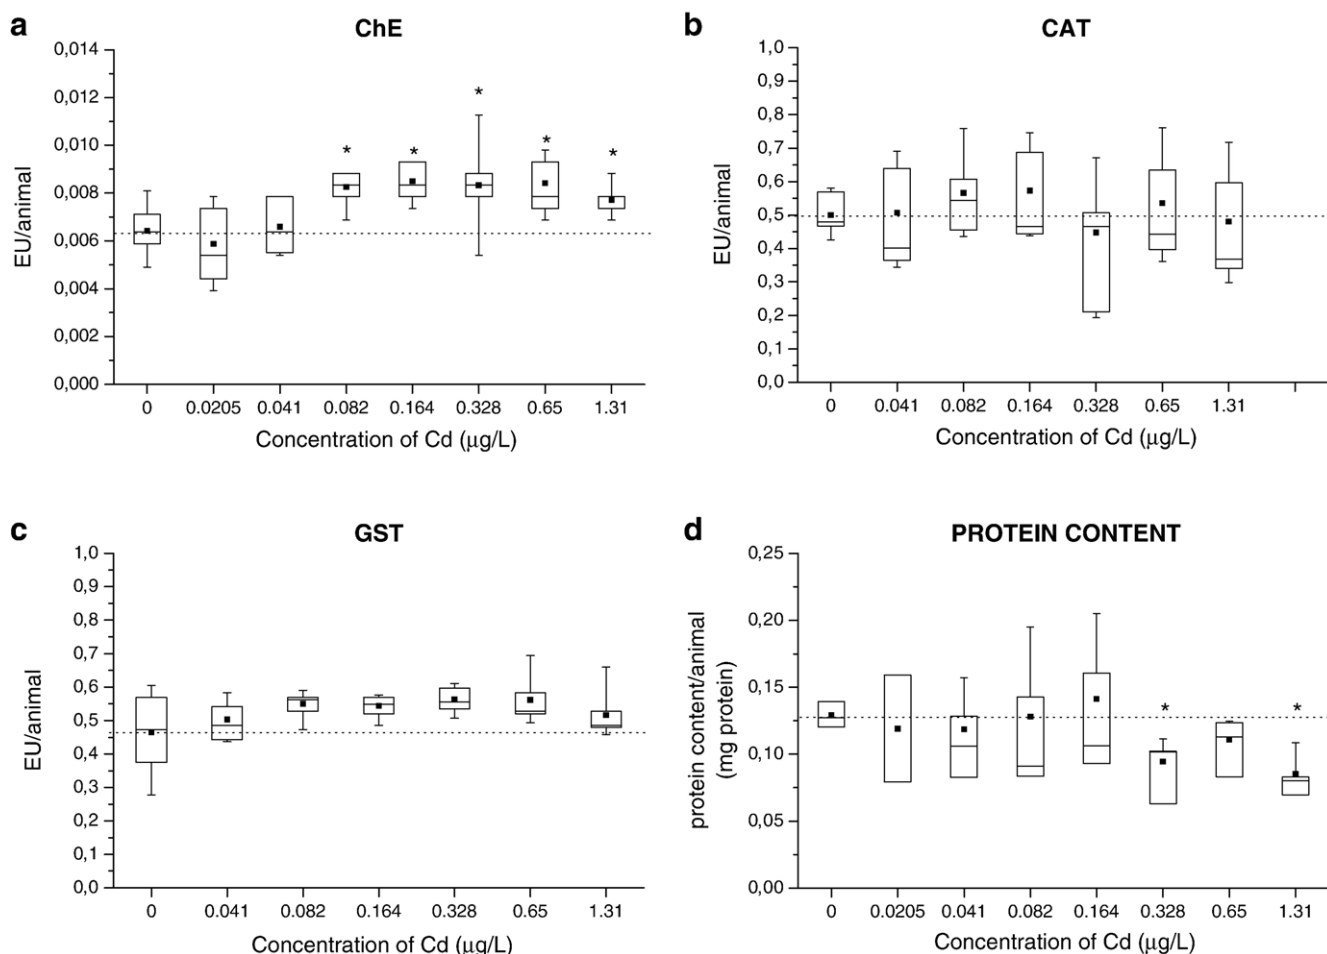 a
ChE
0,014
0,012
0,010
0,008
0,006
0,004
0,002
0,000
EU/animal
* * * * *
0 0.0205 0.041 0.082 0.164 0.328 0.65 1.31
Concentration of Cd (µg/L)
b
CAT
1,0
0,9
0,8
0,7
0,6
0,5
0,4
0,3
0,2
0,1
0,0
EU/animal
0 0.041 0.082 0.164 0.328 0.65 1.31
Concentration of Cd (µg/L)
c
GST
1,0
0,9
0,8
0,7
0,6
0,5
0,4
0,3
0,2
0,1
0,0
EU/animal
0 0.041 0.082 0.164 0.328 0.65 1.31
Concentration of Cd (µg/L)
d
PROTEIN CONTENT
0,25
0,20
0,15
0,10
0,05
0,00
protein content/animal
(mg protein)
* *
0 0.0205 0.041 0.082 0.164 0.328 0.65 1.31
Concentration of Cd (µg/L)